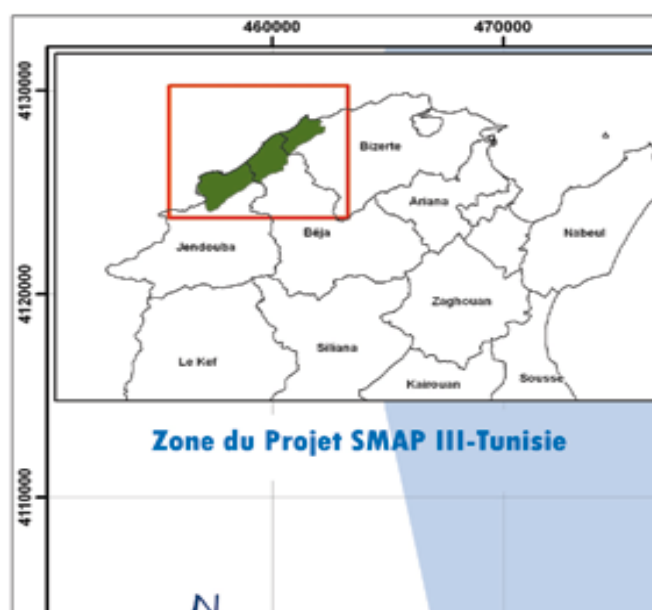 460000 470000
4130000
Bizerte
Ariana
Nabeul
Béja
Jendouba
4120000
Zaghouan
Siliana
Le Kef
Kairouan
Sousse
Zone du Projet SMAP III-Tunisie
4110000
N